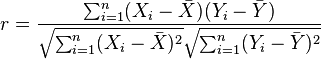 r = \frac{\sum_{i=1}^{n}(X_i - \bar{X})(Y_i - \bar{Y})}{\sqrt{\sum_{i=1}^{n}(X_i - \bar{X})^2}\sqrt{\sum_{i=1}^{n}(Y_i - \bar{Y})^2}}